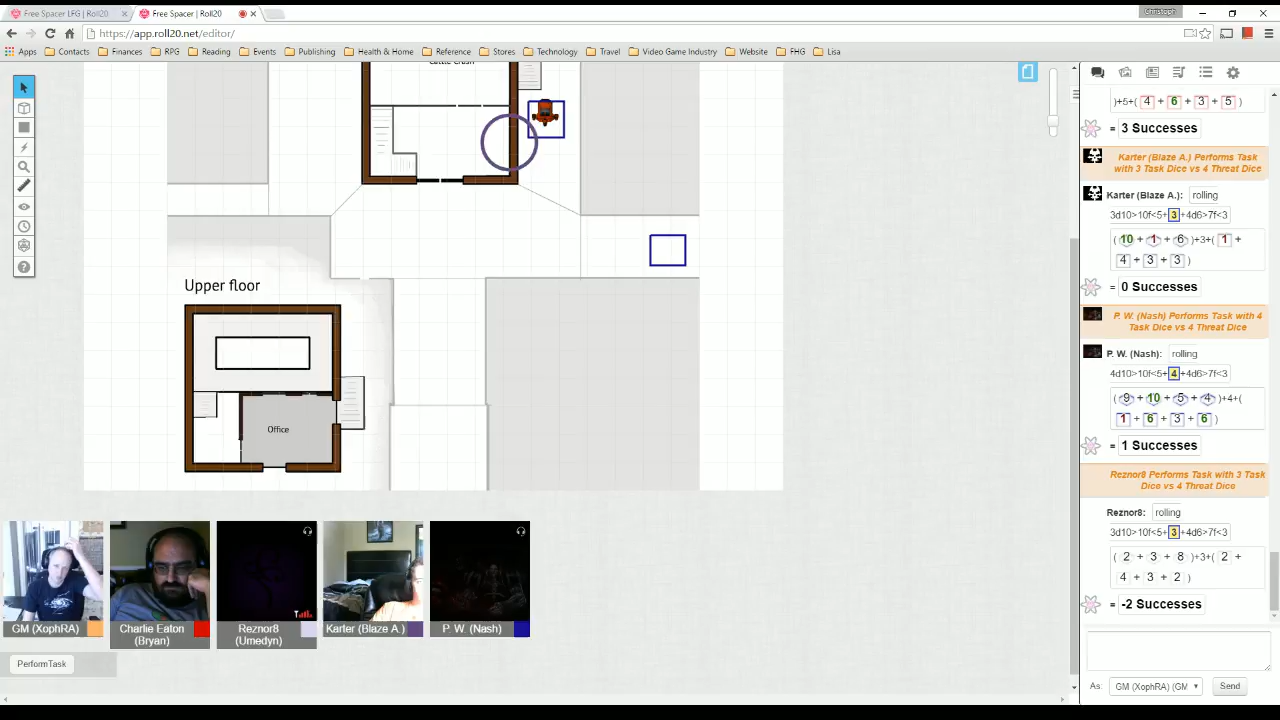 Free Spacer LFG | Roll20
Free Spacer | Roll20
Christoph
https://app.roll20.net/editor/
Apps
Contacts
Finances
RPG
Reading
Events
Publishing
Health & Home
Reference
Stores
Technology
Travel
Video Game Industry
Website
FHG
Lisa
)+5+( 4 + 6 + 3 + 5 )
= 3 Successes
Karter (Blaze A.) Performs Task
with 3 Task Dice vs 4 Threat Dice
Karter (Blaze A.): rolling
3d10>10f<5+3+4d6>7f<3
( 10 + 1 + 6 )+3+( 1 +
4 + 3 + 3 )
= 0 Successes
P. W. (Nash) Performs Task with 4
Task Dice vs 4 Threat Dice
P. W. (Nash): rolling
4d10>10f<5+4+4d6>7f<3
( 9 + 10 + 5 + 4 )+4+(
1 + 6 + 3 + 6 )
= 1 Successes
Reznor8 Performs Task with 3 Task
Dice vs 4 Threat Dice
Reznor8: rolling
3d10>10f<5+3+4d6>7f<3
( 2 + 3 + 8 )+3+( 2 +
4 + 3 + 2 )
= -2 Successes
As: GM (XophRA) (GM
Send
Upper floor
Office
GM (XophRA)
Charlie Eaton
(Bryan)
Reznor8
(Umedyn)
Karter (Blaze A.)
P. W. (Nash)
PerformTask